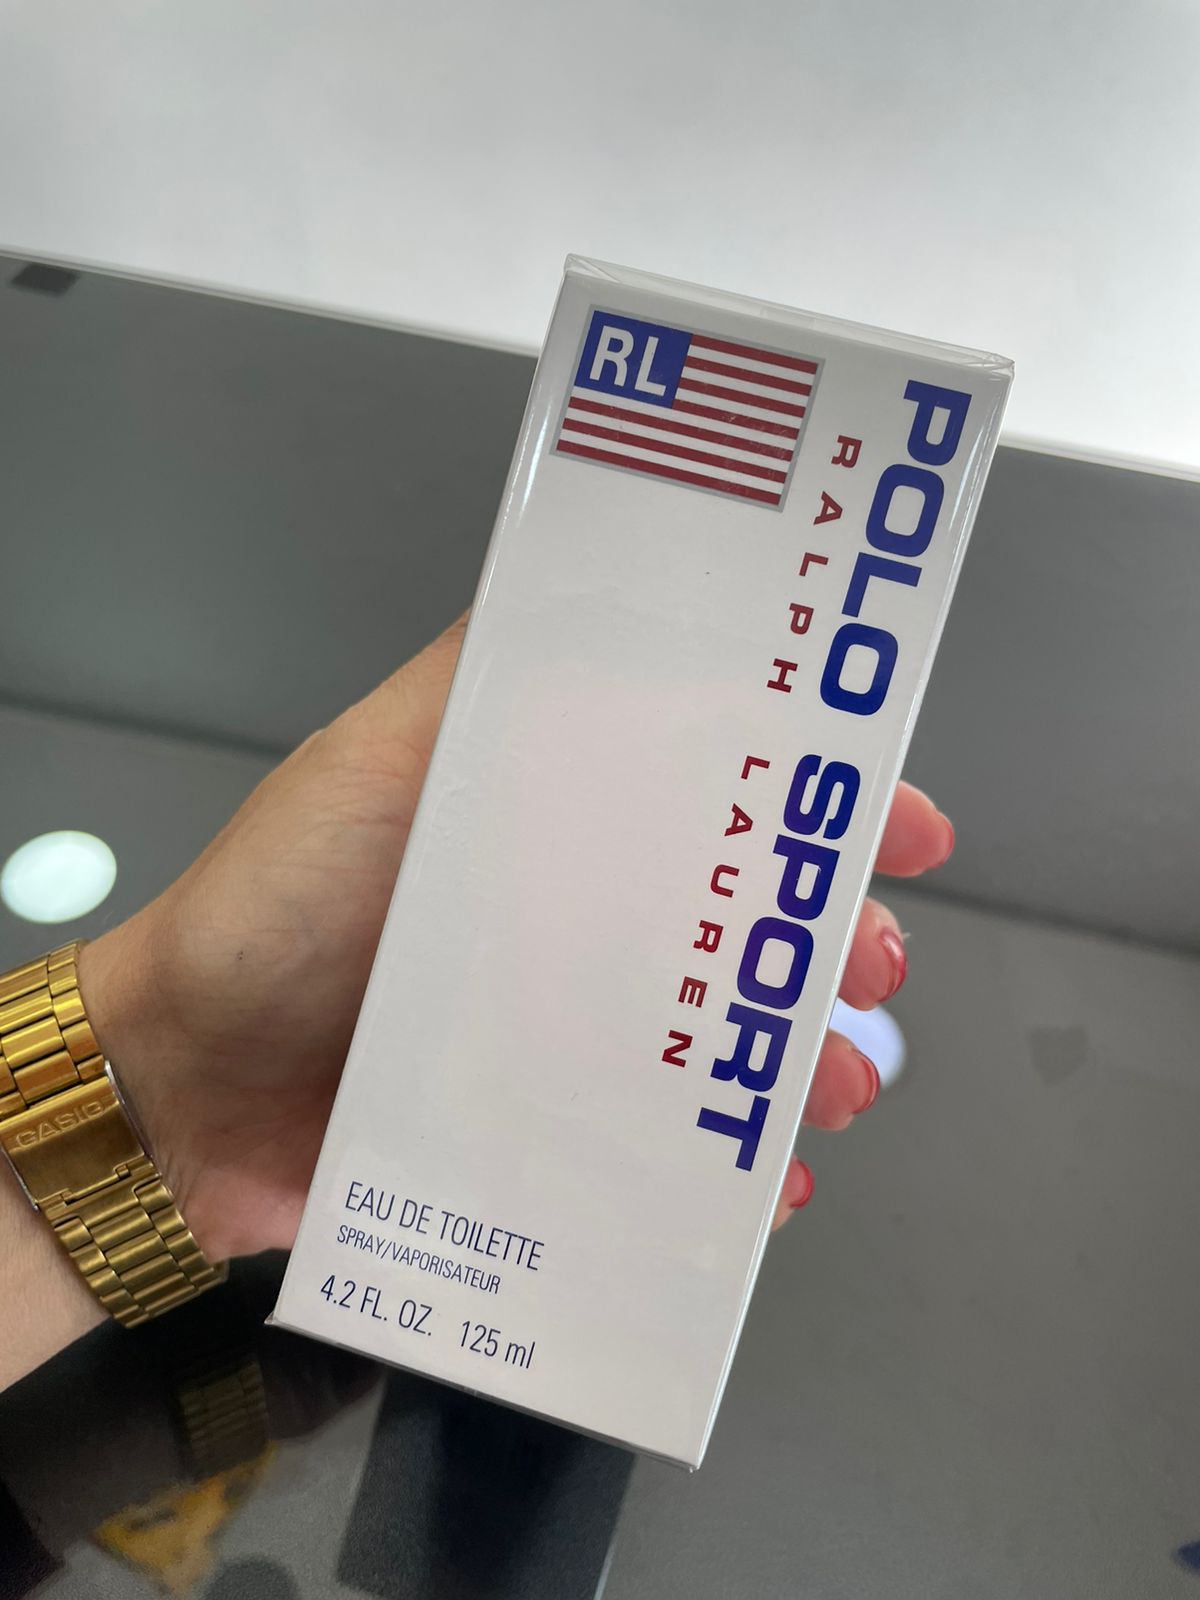 RL
POLO SPORT
RALPH LAUREN
EAU DE TOILETTE
SPRAY/VAPORISATEUR
4.2 FL. OZ. 125 ml
CASIO